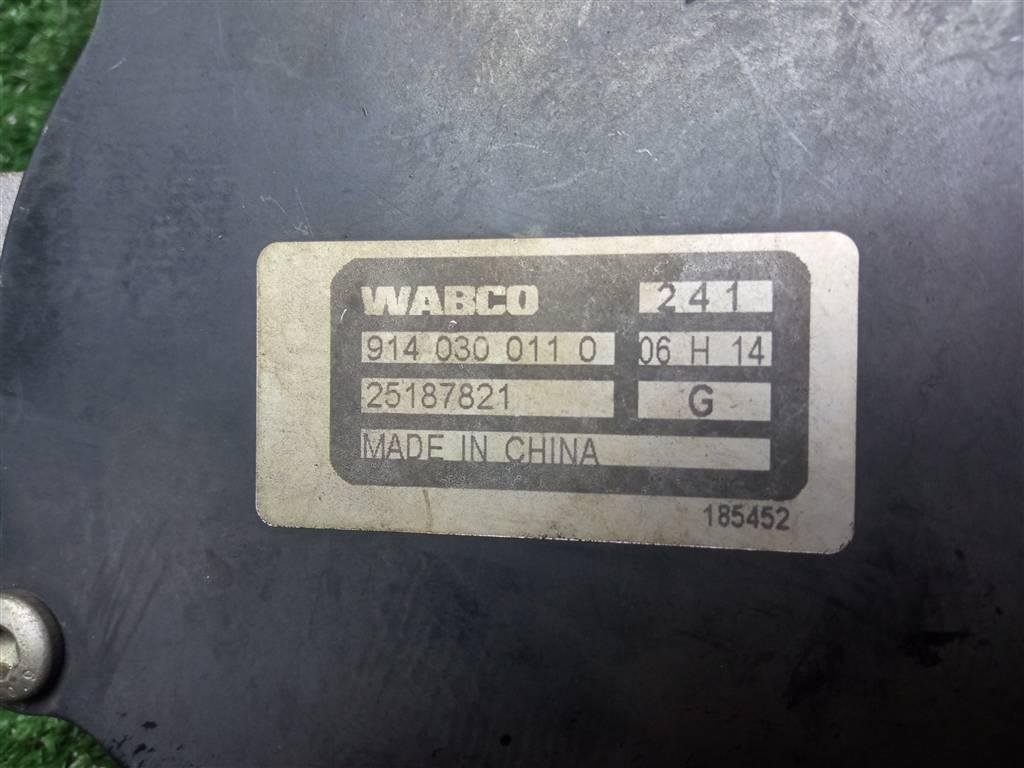 WABCO 241
914 030 011 0 06 H 14
25187821 G
MADE IN CHINA
185452